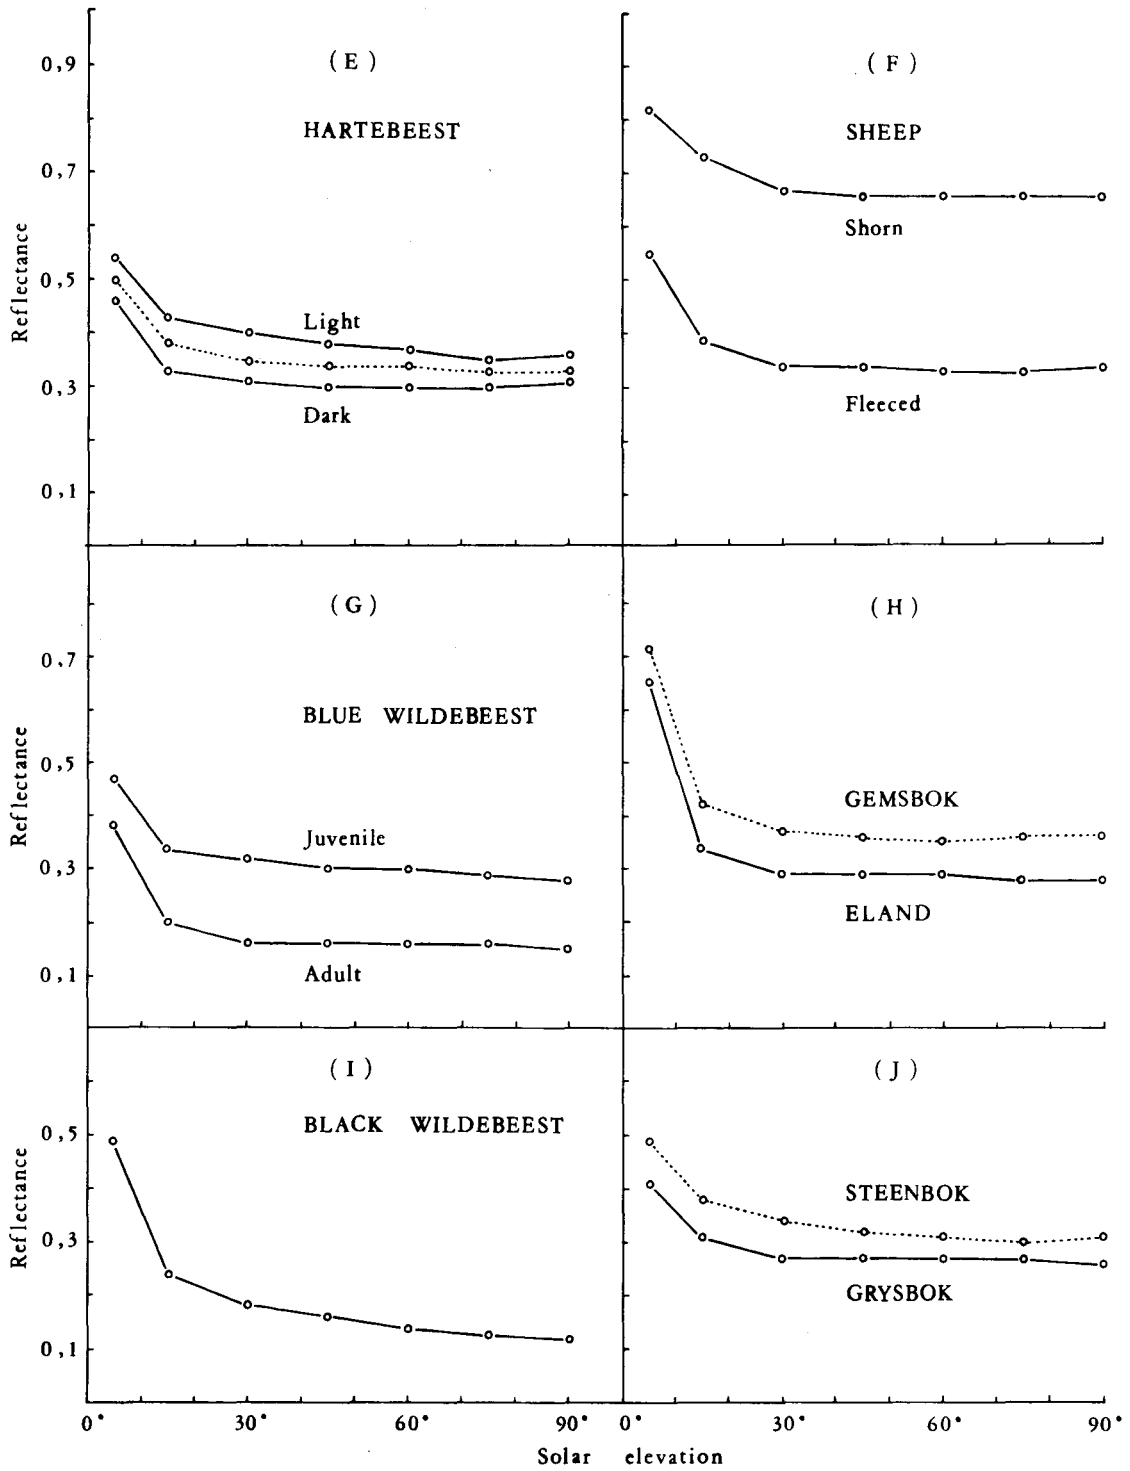 ( E )
HARTEBEEST
0,9
0,7
0,5
0,3
0,1
Reflectance
Light
Dark
( F )
SHEEP
Shorn
Fleeced
( G )
BLUE WILDEBEEST
0,7
0,5
0,3
0,1
Reflectance
Juvenile
Adult
( H )
GEMSBOK
ELAND
( I )
BLACK WILDEBEEST
0,5
0,3
0,1
Reflectance
( J )
STEENBOK
GRYSBOK
0° 30° 60° 90° 0° 30° 60° 90°
Solar elevation